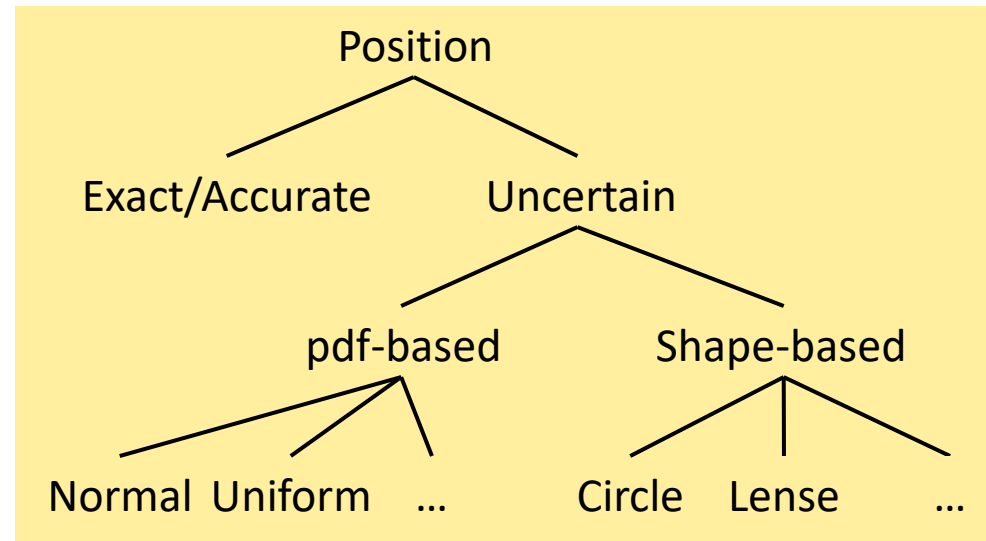 Position
Exact/Accurate Uncertain
pdf-based Shape-based
Normal Uniform … Circle Lense …